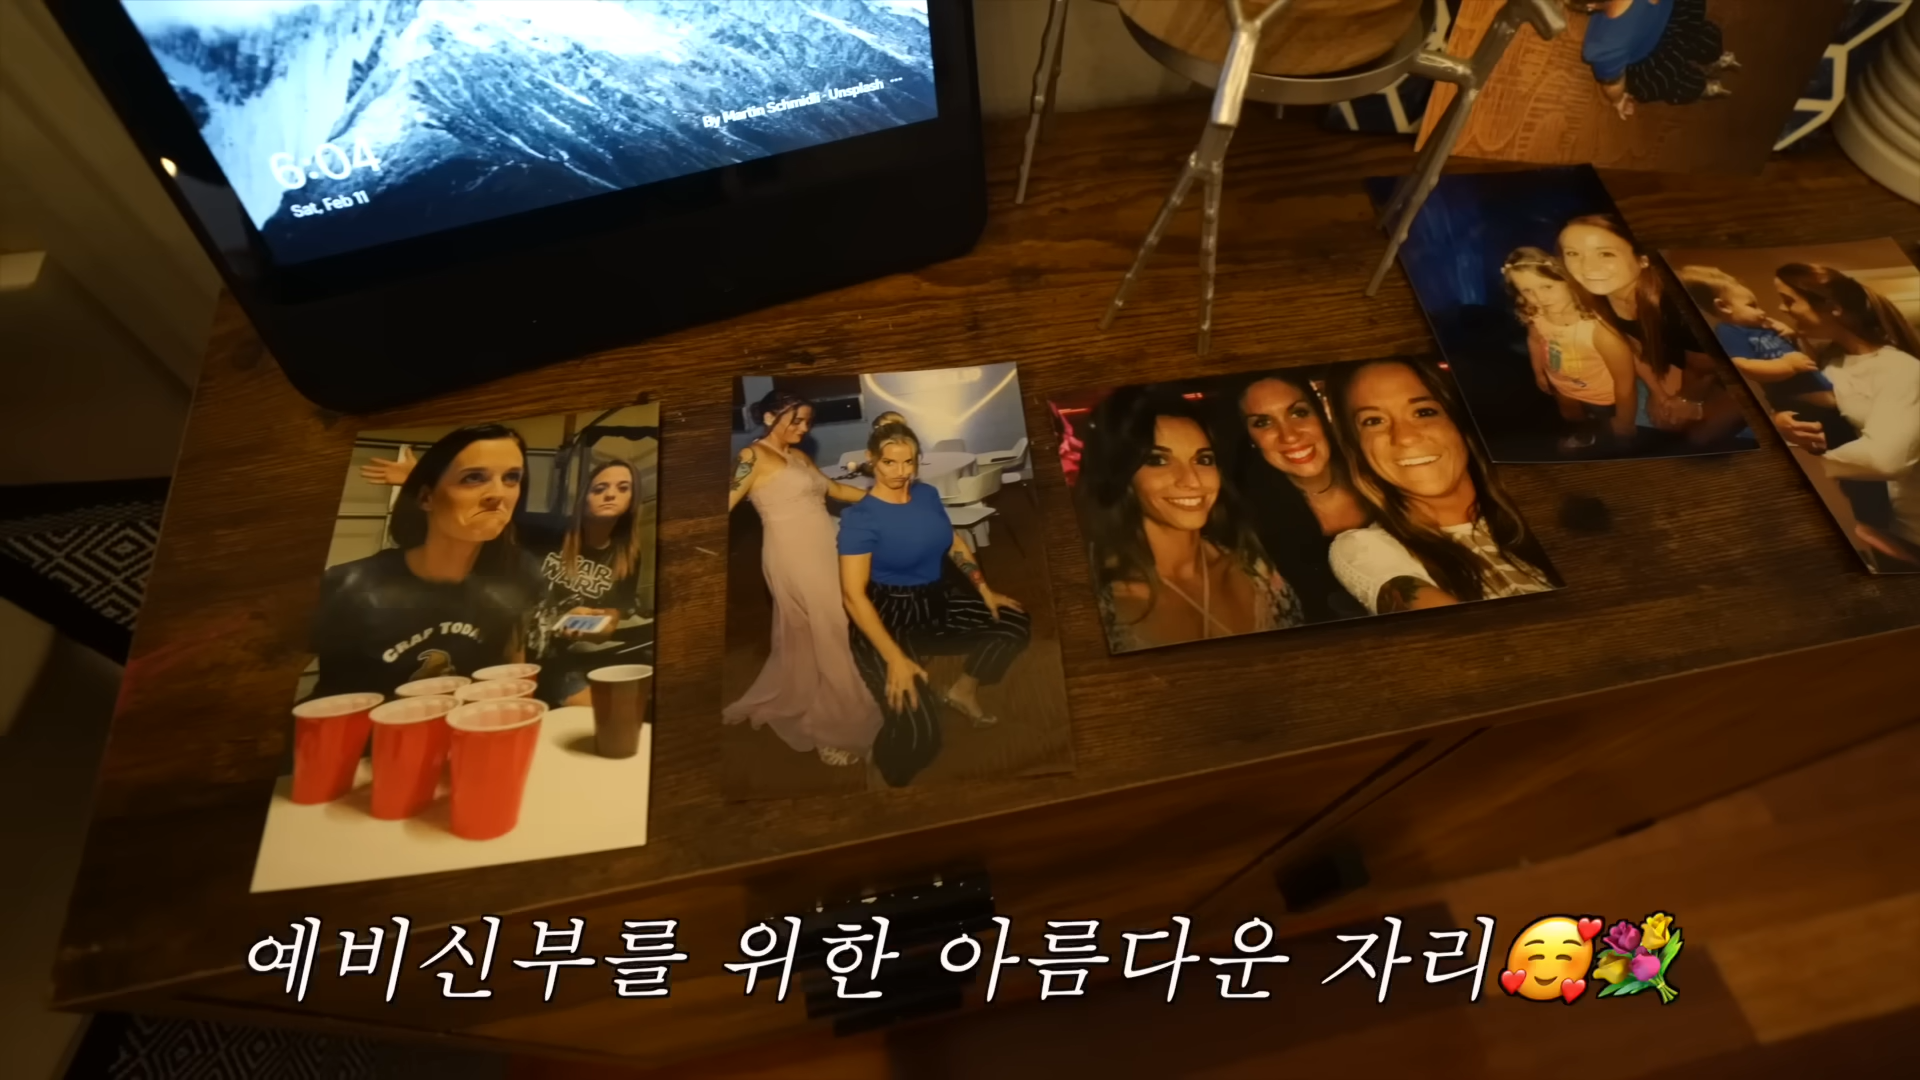 By Martin Schmidli - Unsplash ...
6:04
Sat, Feb 11
STAR
WARS
CRAP TODA
예비신부를 위한 아름다운 자리🥰💐